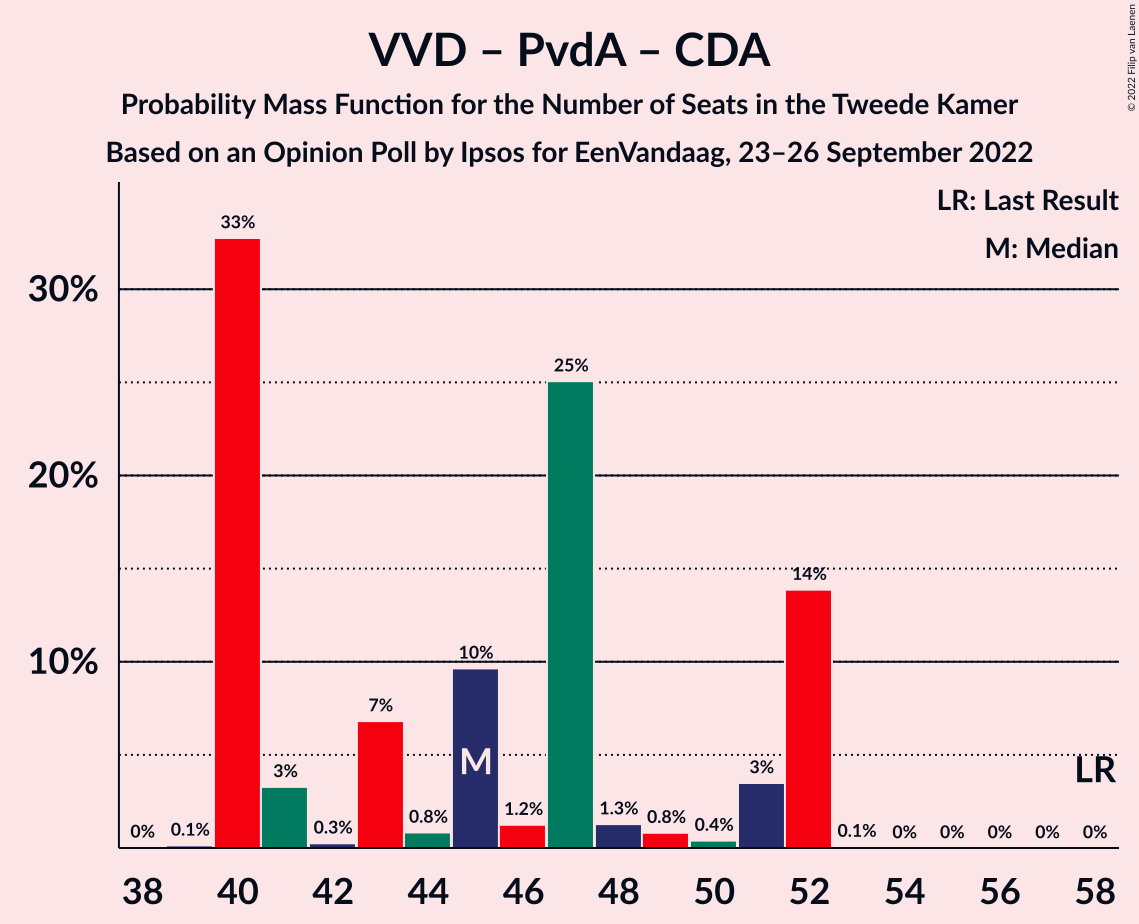 VVD – PvdA – CDA
Probability Mass Function for the Number of Seats in the Tweede Kamer
Based on an Opinion Poll by Ipsos for EenVandaag, 23–26 September 2022
© 2022 Filip van Laenen
LR: Last Result
M: Median
30%
20%
10%
0%
0.1%
33%
3%
0.3%
7%
0.8%
10%
1.2%
25%
1.3%
0.8%
0.4%
3%
14%
0.1%
0%
0%
0%
0%
0%
M
LR
38 40 42 44 46 48 50 52 54 56 58